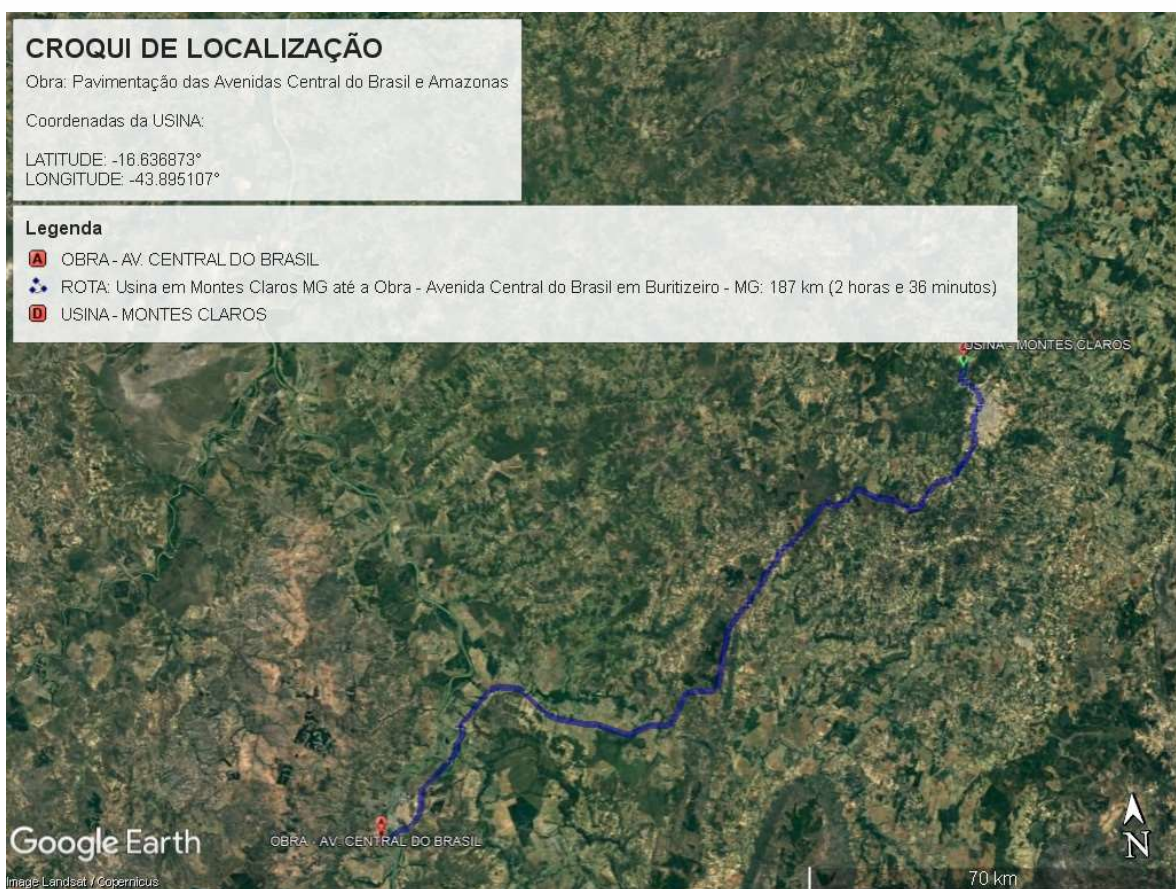 CROQUI DE LOCALIZAÇÃO
Obra: Pavimentação das Avenidas Central do Brasil e Amazonas
Coordenadas da USINA:
LATITUDE: -16.636873°
LONGITUDE: -43.895107°
Legenda
A OBRA - AV. CENTRAL DO BRASIL
ROTA: Usina em Montes Claros MG até a Obra - Avenida Central do Brasil em Buritizeiro - MG: 187 km (2 horas e 36 minutos)
D USINA - MONTES CLAROS
USINA - MONTES CLAROS
OBRA - AV. CENTRAL DO BRASIL
Google Earth
N
Image Landsat / Copernicus
70 km